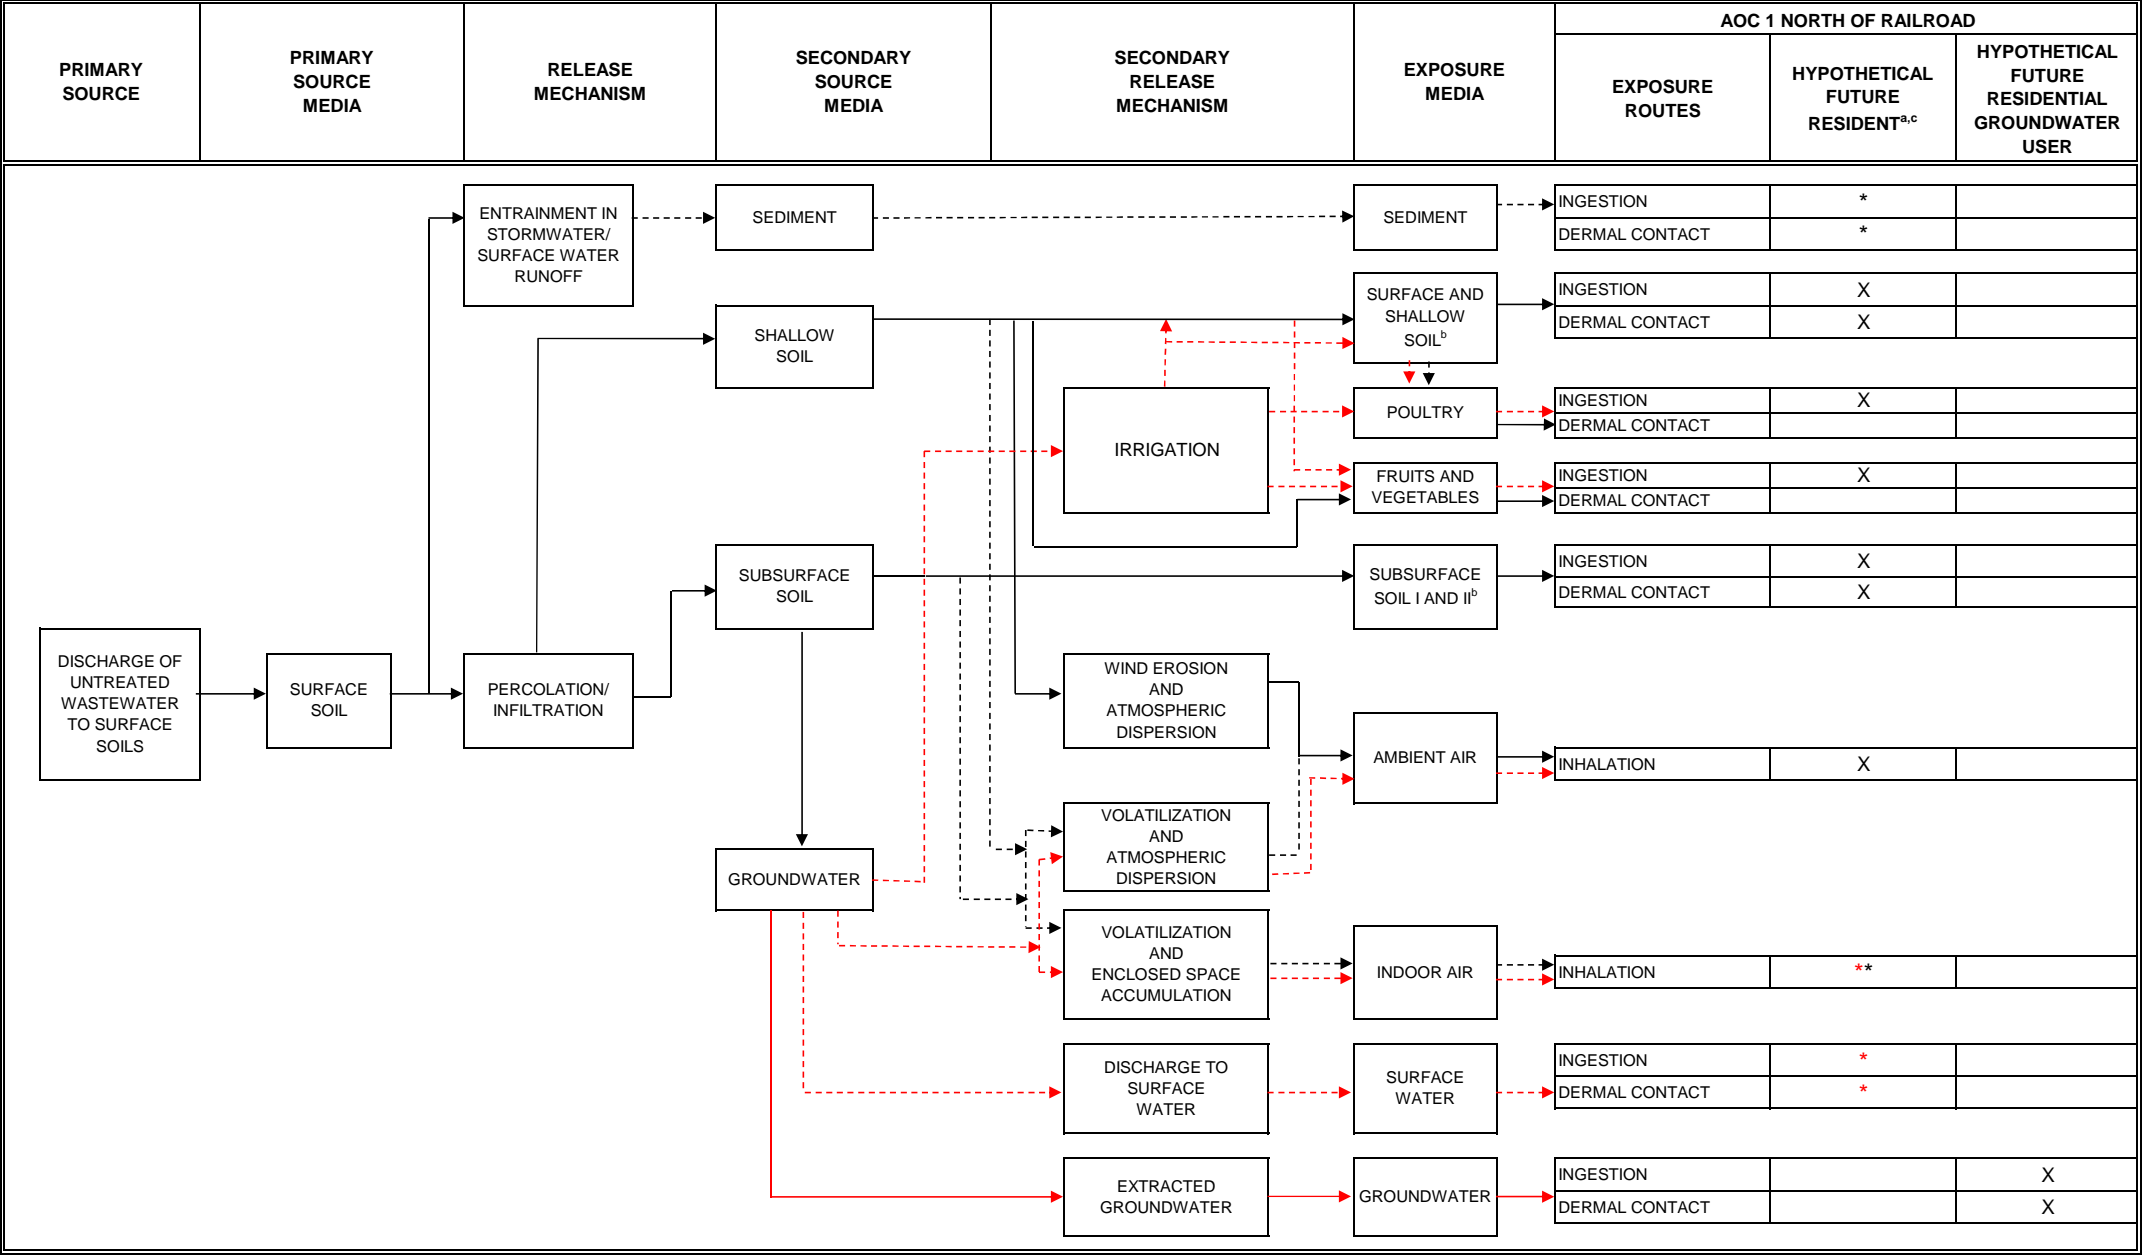 AOC 1 NORTH OF RAILROAD
PRIMARY
SOURCE
PRIMARY
SOURCE
MEDIA
RELEASE
MECHANISM
SECONDARY
SOURCE
MEDIA
SECONDARY
RELEASE
MECHANISM
EXPOSURE
MEDIA
EXPOSURE
ROUTES
HYPOTHETICAL
FUTURE
RESIDENTa,c
HYPOTHETICAL
FUTURE
RESIDENTIAL
GROUNDWATER
USER
DISCHARGE OF
UNTREATED
WASTEWATER
TO SURFACE
SOILS
SURFACE
SOIL
ENTRAINMENT IN
STORMWATER/
SURFACE WATER
RUNOFF
PERCOLATION/
INFILTRATION
SEDIMENT
SHALLOW
SOIL
SUBSURFACE
SOIL
GROUNDWATER
IRRIGATION
WIND EROSION
AND
ATMOSPHERIC
DISPERSION
VOLATILIZATION
AND
ATMOSPHERIC
DISPERSION
VOLATILIZATION
AND
ENCLOSED SPACE
ACCUMULATION
DISCHARGE TO
SURFACE
WATER
EXTRACTED
GROUNDWATER
SEDIMENT
INGESTION *
DERMAL CONTACT *
SURFACE AND
SHALLOW
SOILb
INGESTION X
DERMAL CONTACT X
POULTRY
INGESTION X
DERMAL CONTACT
FRUITS AND
VEGETABLES
INGESTION X
DERMAL CONTACT
SUBSURFACE
SOIL I AND IIb
INGESTION X
DERMAL CONTACT X
AMBIENT AIR
INHALATION X
INDOOR AIR
INHALATION **
SURFACE
WATER
INGESTION *
DERMAL CONTACT *
GROUNDWATER
INGESTION X
DERMAL CONTACT X